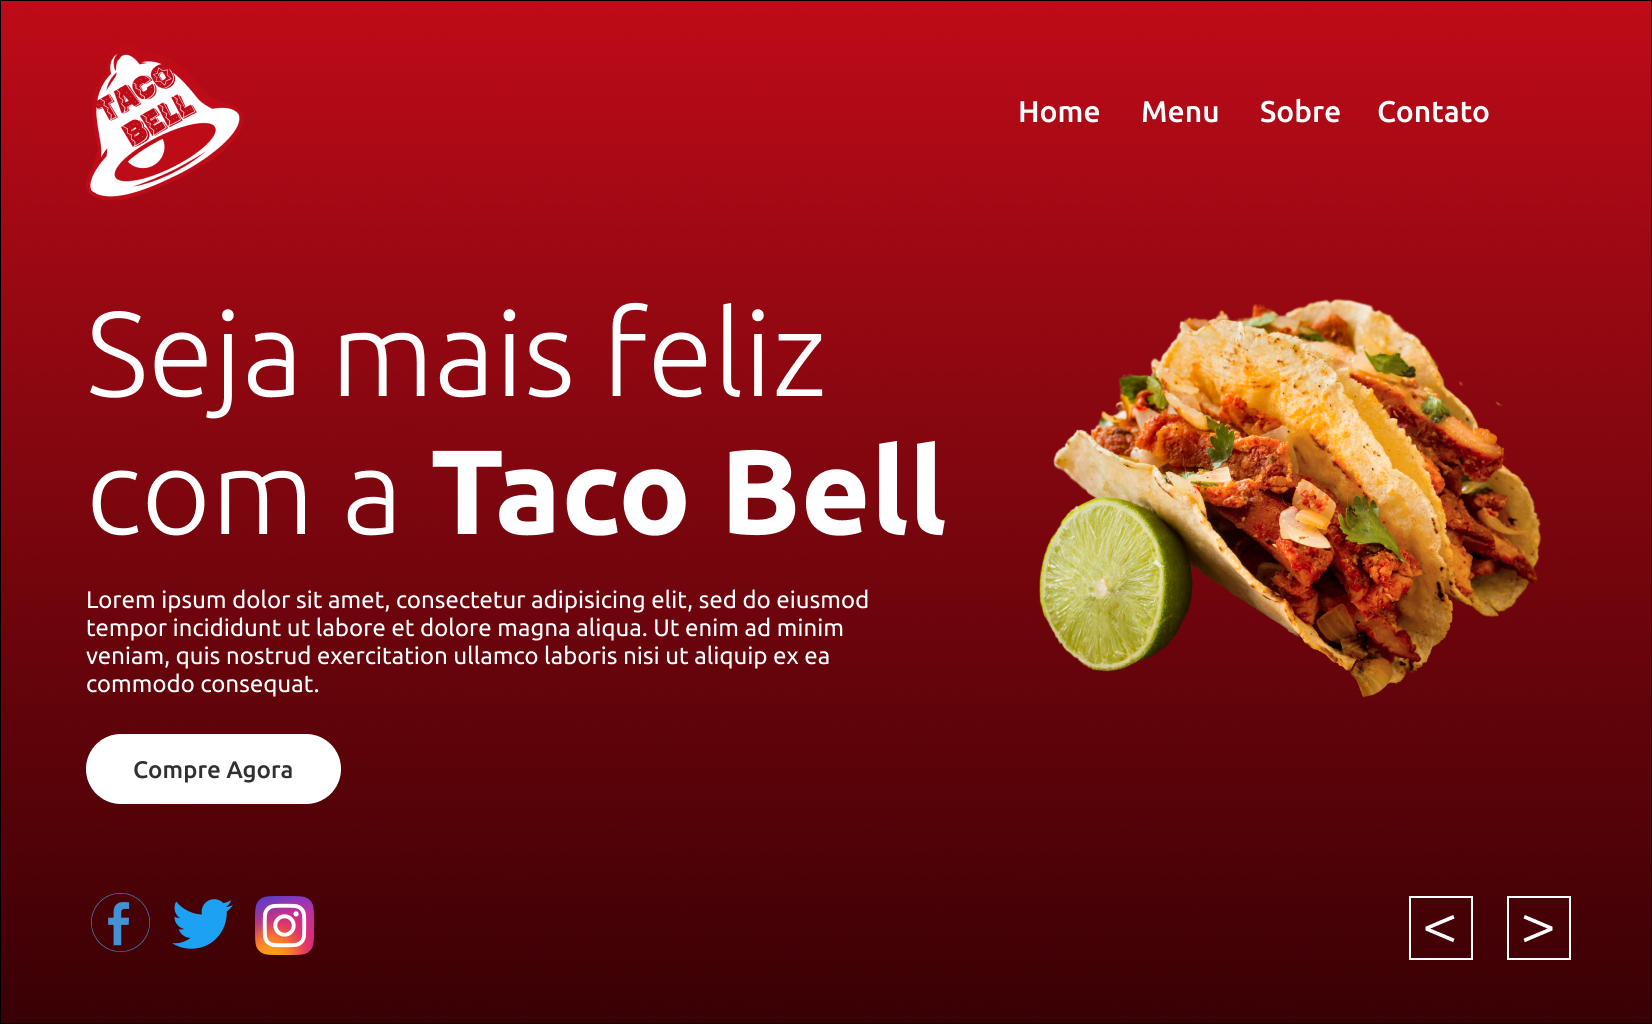 TACO
BELL
Home Menu Sobre Contato
Seja mais feliz
com a Taco Bell
Lorem ipsum dolor sit amet, consectetur adipisicing elit, sed do eiusmod
tempor incididunt ut labore et dolore magna aliqua. Ut enim ad minim
veniam, quis nostrud exercitation ullamco laboris nisi ut aliquip ex ea
commodo consequat.
Compre Agora
< >